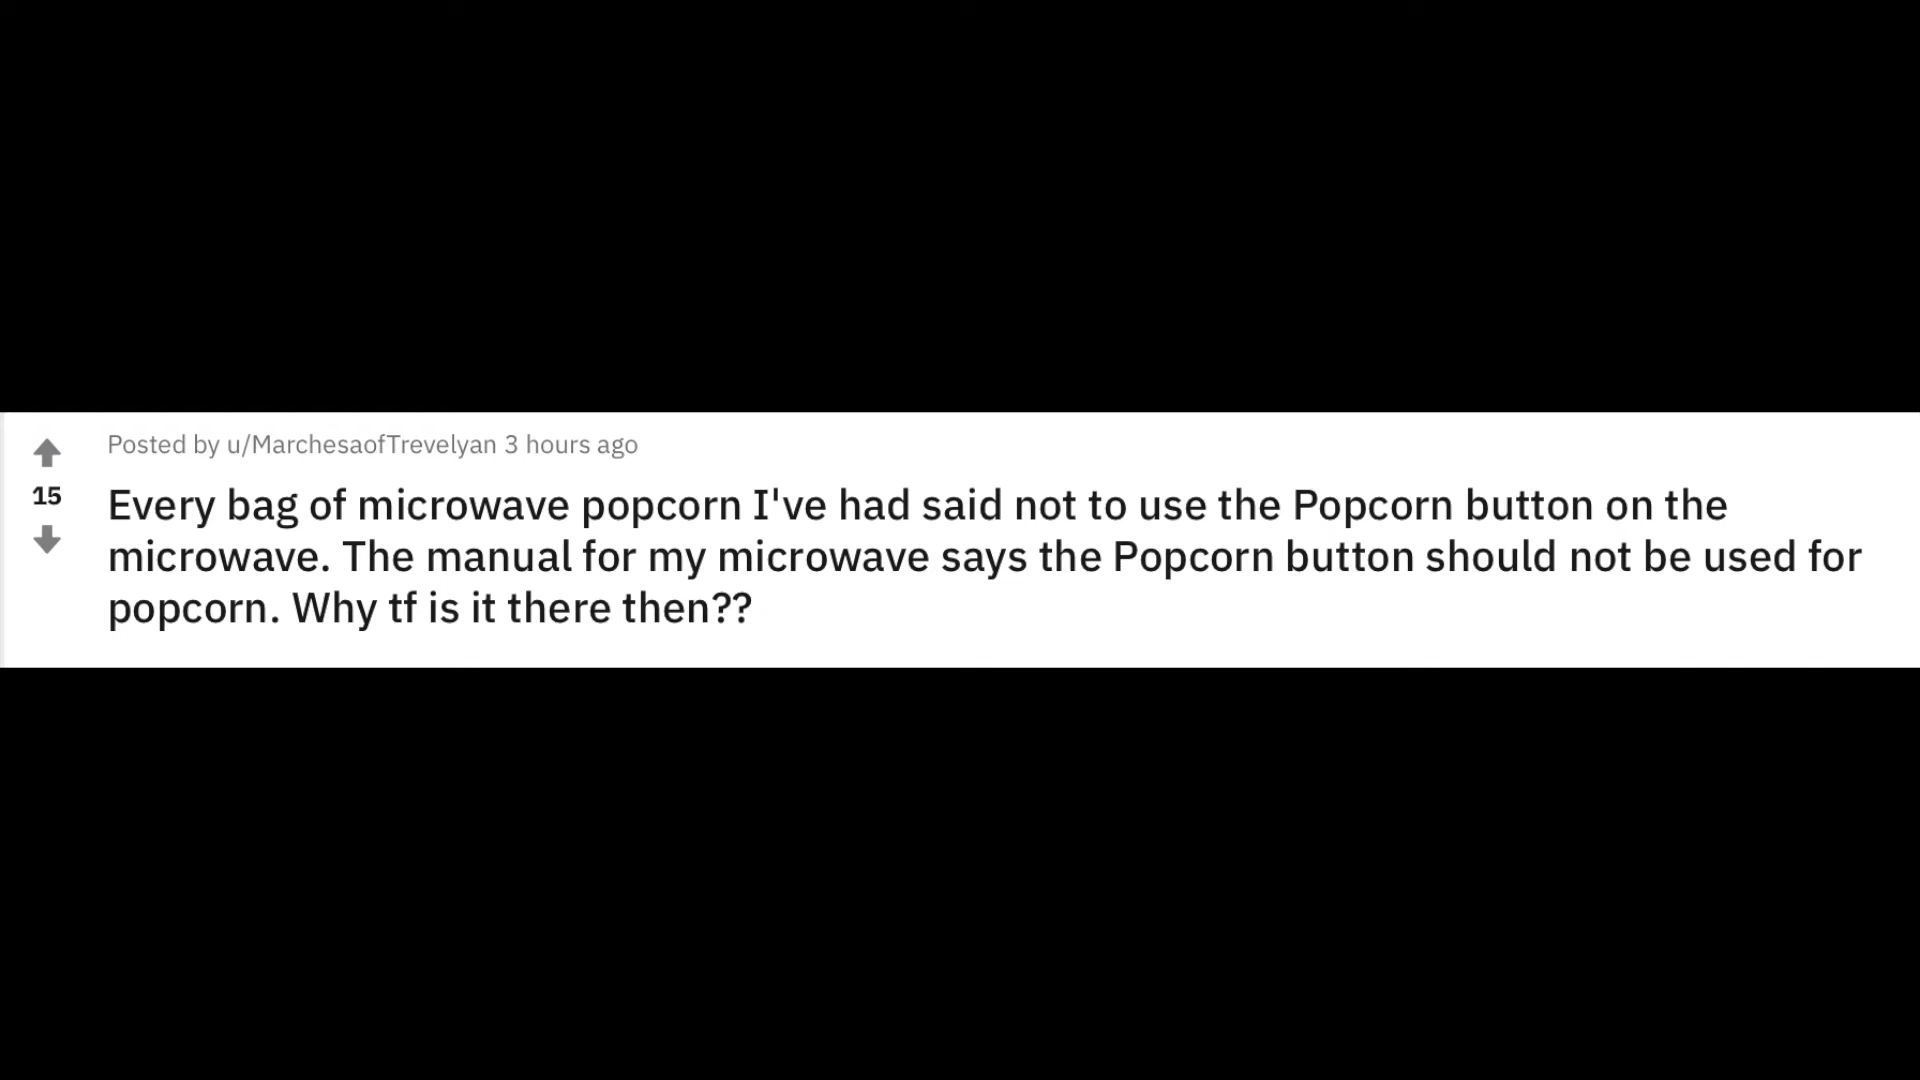 Posted by u/MarchesaofTrevelyan 3 hours ago
15
Every bag of microwave popcorn I've had said not to use the Popcorn button on the
microwave. The manual for my microwave says the Popcorn button should not be used for
popcorn. Why tf is it there then??